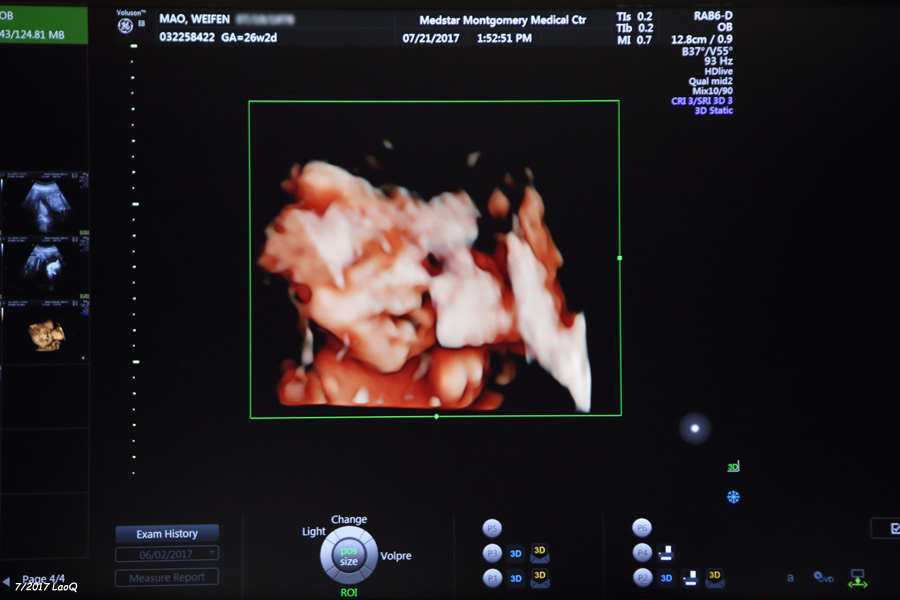 OB
43/124.81 MB
Voluson™
E8
MAO, WEIFEN
032258422 GA=26w2d
Medstar Montgomery Medical Ctr
07/21/2017 1:52:51 PM
TIs 0.2
TIb 0.2
MI 0.7
RAB6-D
OB
12.8cm / 0.9
B37°/V55°
93 Hz
HDlive
Qual mid2
Mix10/90
CRI 3/SRI 3D 3
3D Static
3D
Exam History
06/02/2017
Measure Report
Page 4/4
Change
Light
pos
size
Volpre
ROI
P5
P3 3D 3D
P1 3D 3D
P6
P4
P2 3D 3D
a
7/2017 LaoQ